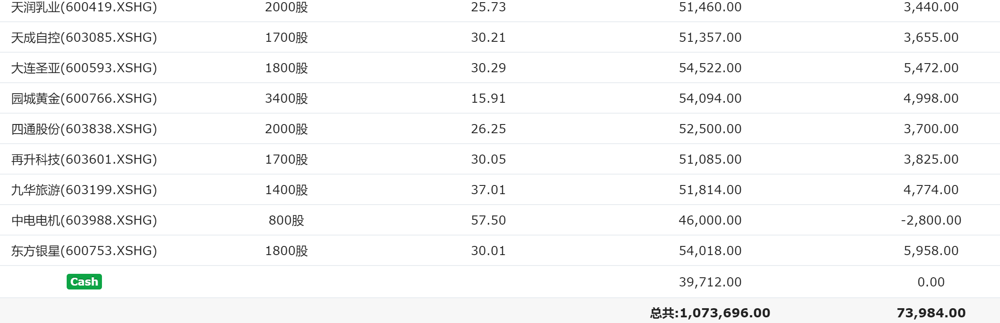 天润乳业(600419.XSHG) 2000股 25.73 51,460.00 3,440.00
天成自控(603085.XSHG) 1700股 30.21 51,357.00 3,655.00
大连圣亚(600593.XSHG) 1800股 30.29 54,522.00 5,472.00
园城黄金(600766.XSHG) 3400股 15.91 54,094.00 4,998.00
四通股份(603838.XSHG) 2000股 26.25 52,500.00 3,700.00
再升科技(603601.XSHG) 1700股 30.05 51,085.00 3,825.00
九华旅游(603199.XSHG) 1400股 37.01 51,814.00 4,774.00
中电电机(603988.XSHG) 800股 57.50 46,000.00 -2,800.00
东方银星(600753.XSHG) 1800股 30.01 54,018.00 5,958.00
Cash 39,712.00 0.00
总共:1,073,696.00 73,984.00